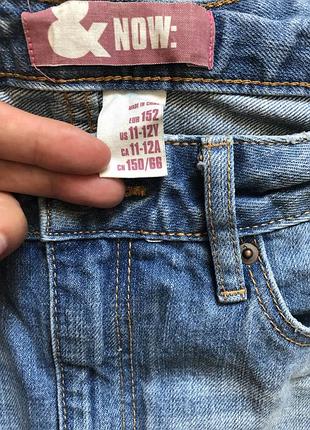 & NOW:
MADE IN CHINA
EUR 152
US 11-12Y
CA 11-12A
CN 150/66